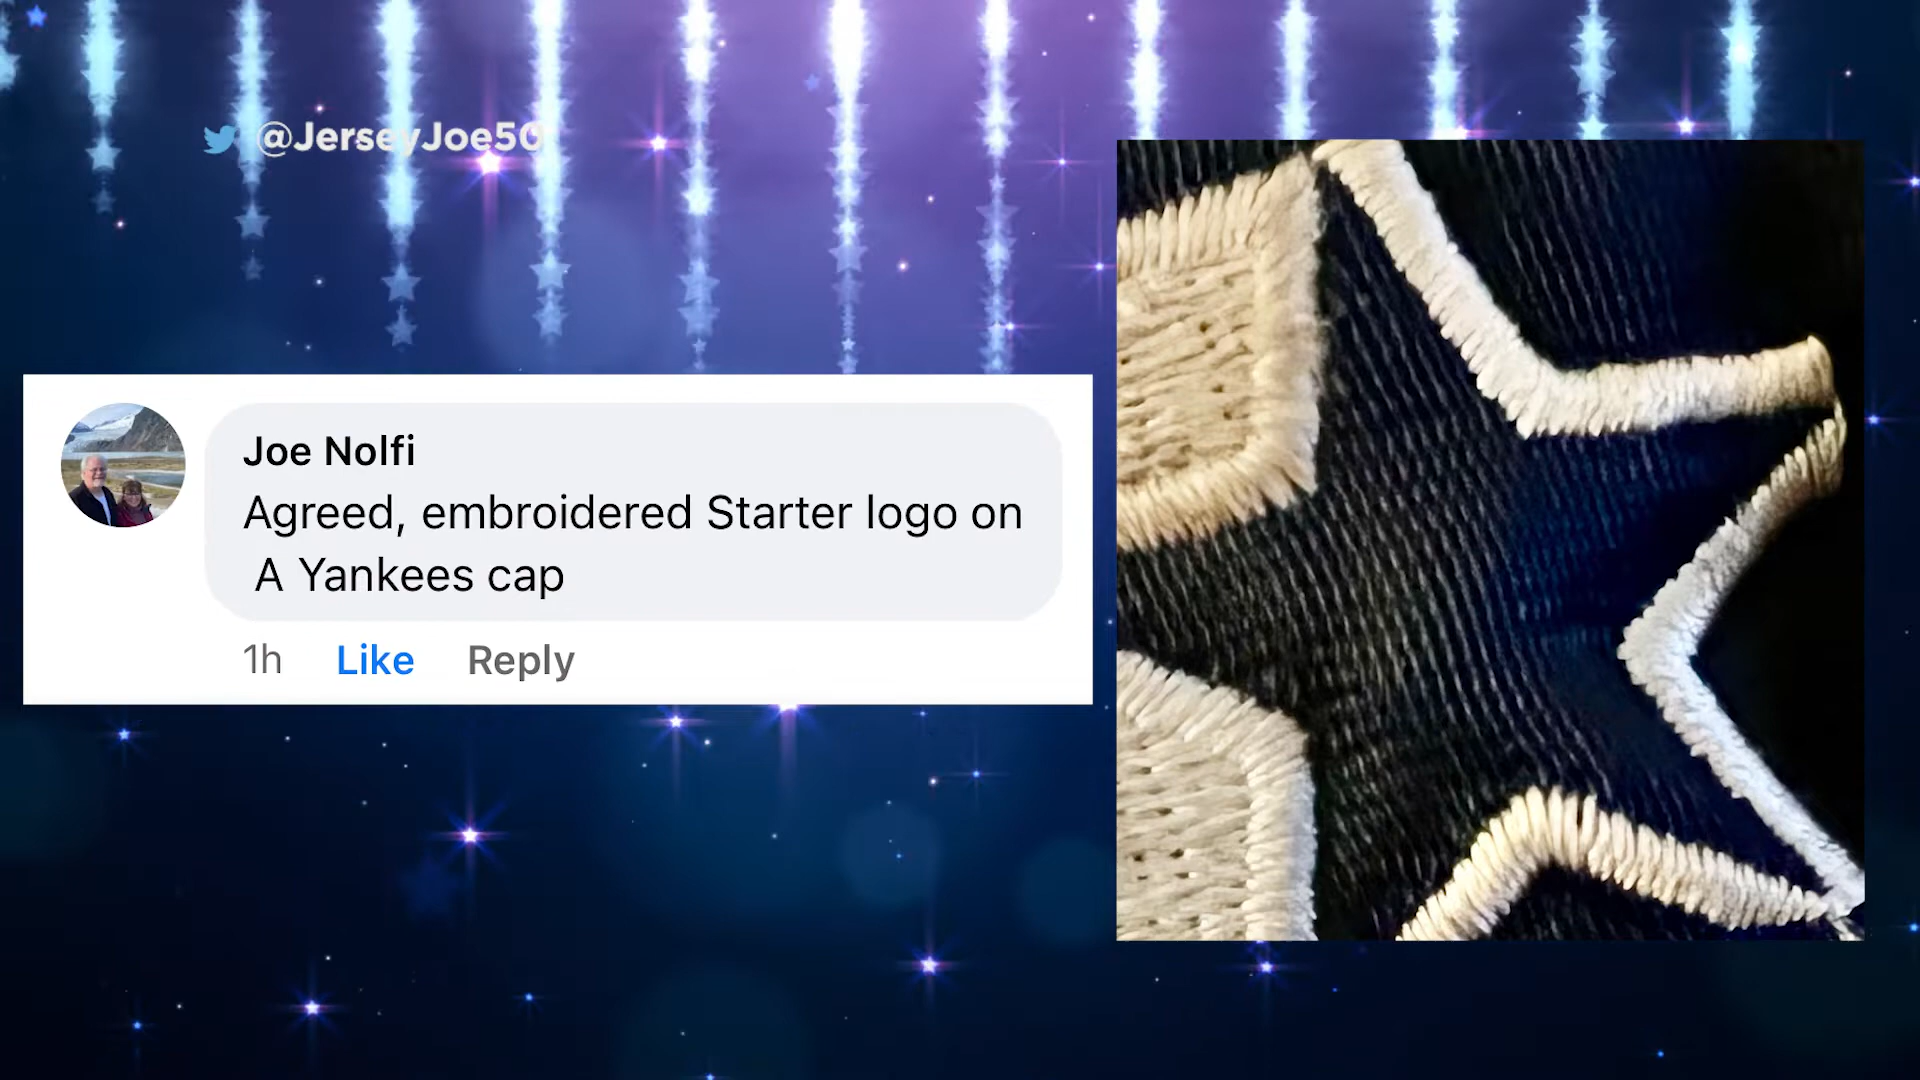 @JerseyJoe50
Joe Nolfi
Agreed, embroidered Starter logo on
A Yankees cap
1h Like Reply